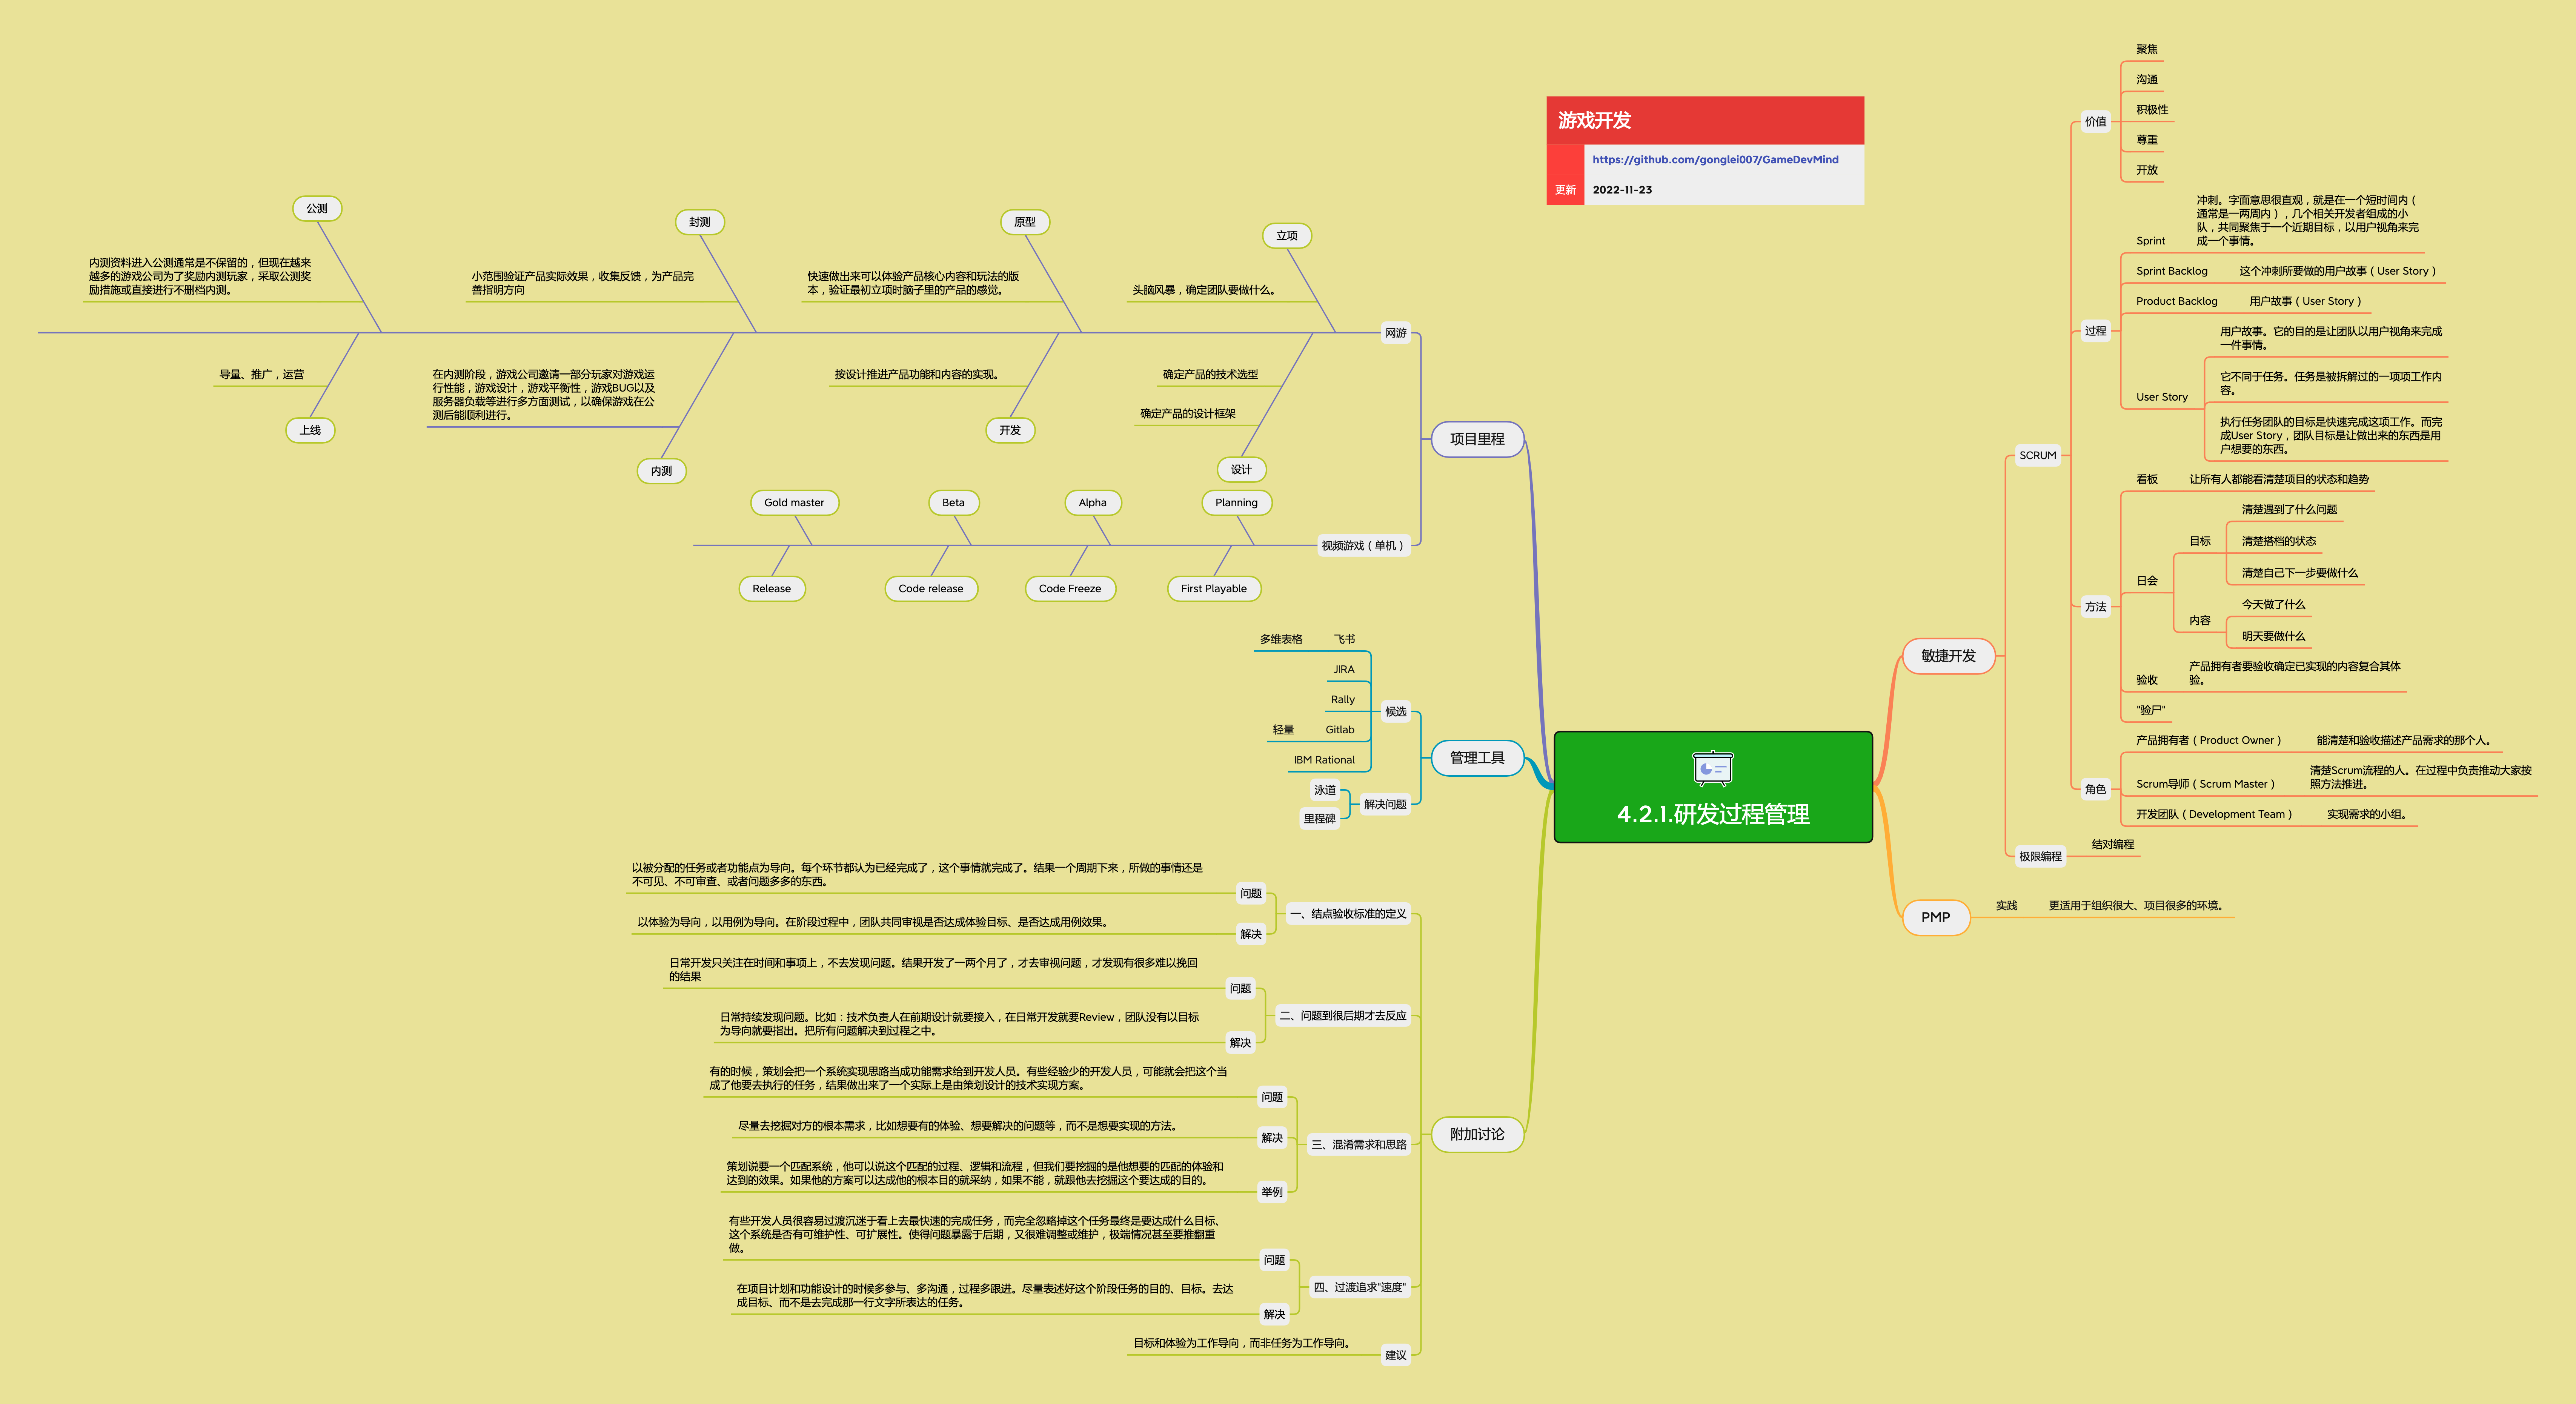 游戏开发
https://github.com/gonglei007/GameDevMind
更新
2022-11-23
4.2.1.研发过程管理
项目里程
网游
立项
头脑风暴，确定团队要做什么。
设计
确定产品的技术选型
确定产品的设计框架
原型
快速做出来可以体验产品核心内容和玩法的版
本，验证最初立项时脑子里的产品的感觉。
开发
按设计推进产品功能和内容的实现。
封测
小范围验证产品实际效果，收集反馈，为产品完
善指明方向
内测
在内测阶段，游戏公司邀请一部分玩家对游戏运
行性能，游戏设计，游戏平衡性，游戏BUG以及
服务器负载等进行多方面测试，以确保游戏在公
测后能顺利进行。
公测
内测资料进入公测通常是不保留的，但现在越来
越多的游戏公司为了奖励内测玩家，采取公测奖
励措施或直接进行不删档内测。
上线
导量、推广，运营
视频游戏（单机）
Planning
First Playable
Alpha
Code Freeze
Beta
Code release
Gold master
Release
管理工具
候选
飞书
多维表格
JIRA
Rally
Gitlab
轻量
IBM Rational
解决问题
泳道
里程碑
附加讨论
一、结点验收标准的定义
问题
以被分配的任务或者功能点为导向。每个环节都认为已经完成了，这个事情就完成了。结果一个周期下来，所做的事情还是
不可见、不可审查、或者问题多多的东西。
解决
以体验为导向，以用例为导向。在阶段过程中，团队共同审视是否达成体验目标、是否达成用例效果。
二、问题到很后期才去反应
问题
日常开发只关注在时间和事项上，不去发现问题。结果开发了一两个月了，才去审视问题，才发现有很多难以挽回
的结果
解决
日常持续发现问题。比如：技术负责人在前期设计就要接入，在日常开发就要Review，团队没有以目标
为导向就要指出。把所有问题解决到过程之中。
三、混淆需求和思路
问题
有的时候，策划会把一个系统实现思路当成功能需求给到开发人员。有些经验少的开发人员，可能就会把这个当
成了他要去执行的任务，结果做出来了一个实际上是由策划设计的技术实现方案。
解决
尽量去挖掘对方的根本需求，比如想要有的体验、想要解决的问题等，而不是想要实现的方法。
举例
策划说要一个匹配系统，他可以说这个匹配的过程、逻辑和流程，但我们要挖掘的是他想要的匹配的体验和
达到的效果。如果他的方案可以达成他的根本目的就采纳，如果不能，就跟他去挖掘这个要达成的目的。
四、过渡追求"速度"
问题
有些开发人员很容易过渡沉迷于看上去最快速的完成任务，而完全忽略掉这个任务最终是要达成什么目标、
这个系统是否有可维护性、可扩展性。使得问题暴露于后期，又很难调整或维护，极端情况甚至要推翻重
做。
解决
在项目计划和功能设计的时候多参与、多沟通，过程多跟进。尽量表述好这个阶段任务的目的、目标。去达
成目标、而不是去完成那一行文字所表达的任务。
建议
目标和体验为工作导向，而非任务为工作导向。
敏捷开发
SCRUM
价值
聚焦
沟通
积极性
尊重
开放
过程
Sprint
冲刺。字面意思很直观，就是在一个短时间内（
通常是一两周内），几个相关开发者组成的小
队，共同聚焦于一个近期目标，以用户视角来完
成一个事情。
Sprint Backlog
这个冲刺所要做的用户故事（User Story）
Product Backlog
用户故事（User Story）
User Story
用户故事。它的目的是让团队以用户视角来完成
一件事情。
它不同于任务。任务是被拆解过的一项项工作内
容。
执行任务团队的目标是快速完成这项工作。而完
成User Story，团队目标是让做出来的东西是用
户想要的东西。
方法
看板
让所有人都能看清楚项目的状态和趋势
日会
目标
清楚遇到了什么问题
清楚搭档的状态
清楚自己下一步要做什么
内容
今天做了什么
明天要做什么
验收
产品拥有者要验收确定已实现的内容复合其体
验。
"验尸"
角色
产品拥有者（Product Owner）
能清楚和验收描述产品需求的那个人。
Scrum导师（Scrum Master）
清楚Scrum流程的人。在过程中负责推动大家按
照方法推进。
开发团队（Development Team）
实现需求的小组。
极限编程
结对编程
PMP
实践
更适用于组织很大、项目很多的环境。